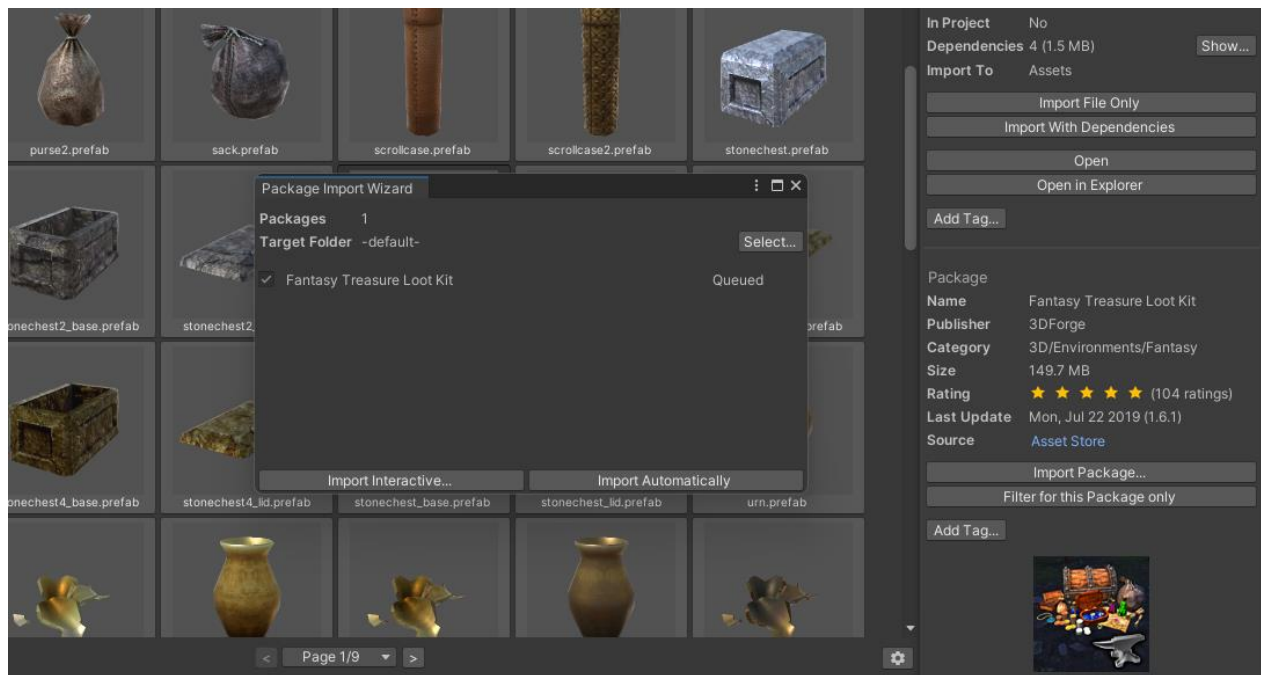 purse2.prefab
sack.prefab
scrollcase.prefab
scrollcase2.prefab
stonechest.prefab
onechest2_base.prefab
stonechest2_
prefab
onechest4_base.prefab
stonechest4_lid.prefab
stonechest_base.prefab
stonechest_lid.prefab
urn.prefab
< Page 1/9 >
Package Import Wizard
Packages 1
Target Folder -default- Select...
Fantasy Treasure Loot Kit Queued
Import Interactive... Import Automatically
In Project No
Dependencies 4 (1.5 MB) Show...
Import To Assets
Import File Only
Import With Dependencies
Open
Open in Explorer
Add Tag...
Package
Name Fantasy Treasure Loot Kit
Publisher 3DForge
Category 3D/Environments/Fantasy
Size 149.7 MB
Rating ★ ★ ★ ★ ★ (104 ratings)
Last Update Mon, Jul 22 2019 (1.6.1)
Source Asset Store
Import Package...
Filter for this Package only
Add Tag...